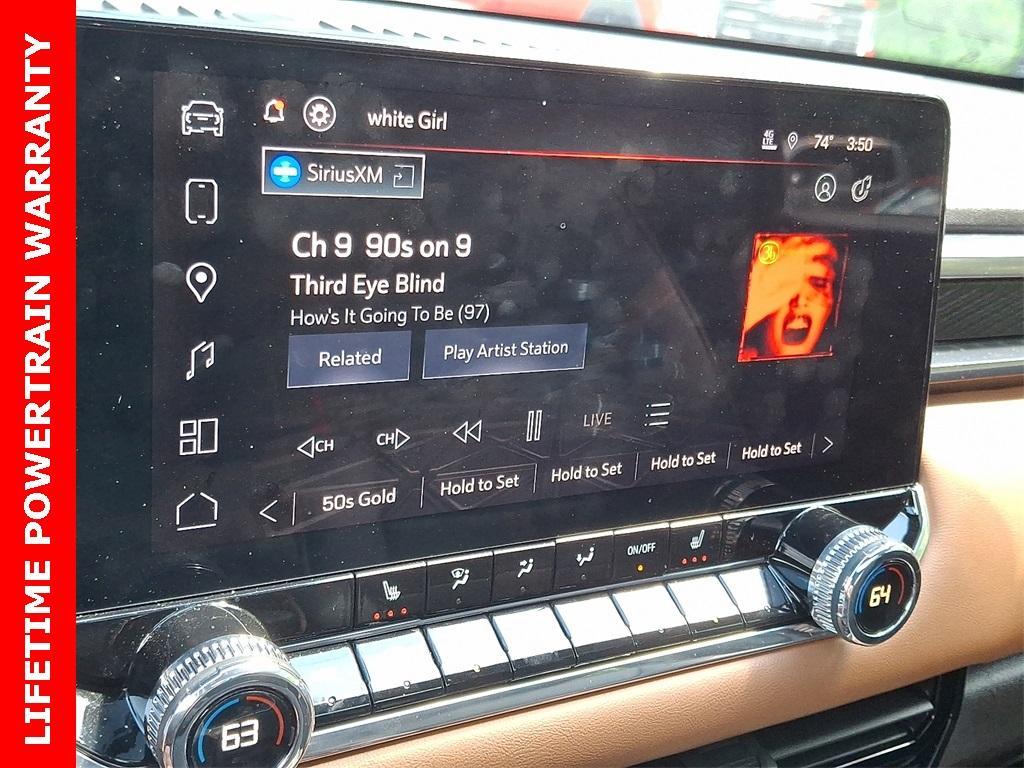 LIFETIME POWERTRAIN WARRANTY
white Girl
4G LTE
74° 3:50
SiriusXM
Ch 9 90s on 9
Third Eye Blind
How's It Going To Be (97)
Related
Play Artist Station
CH CH LIVE
50s Gold Hold to Set Hold to Set Hold to Set Hold to Set
ON/OFF
63
64